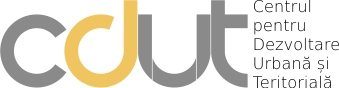 cdut
Centrul
pentru
Dezvoltare
Urbană și
Teritorială